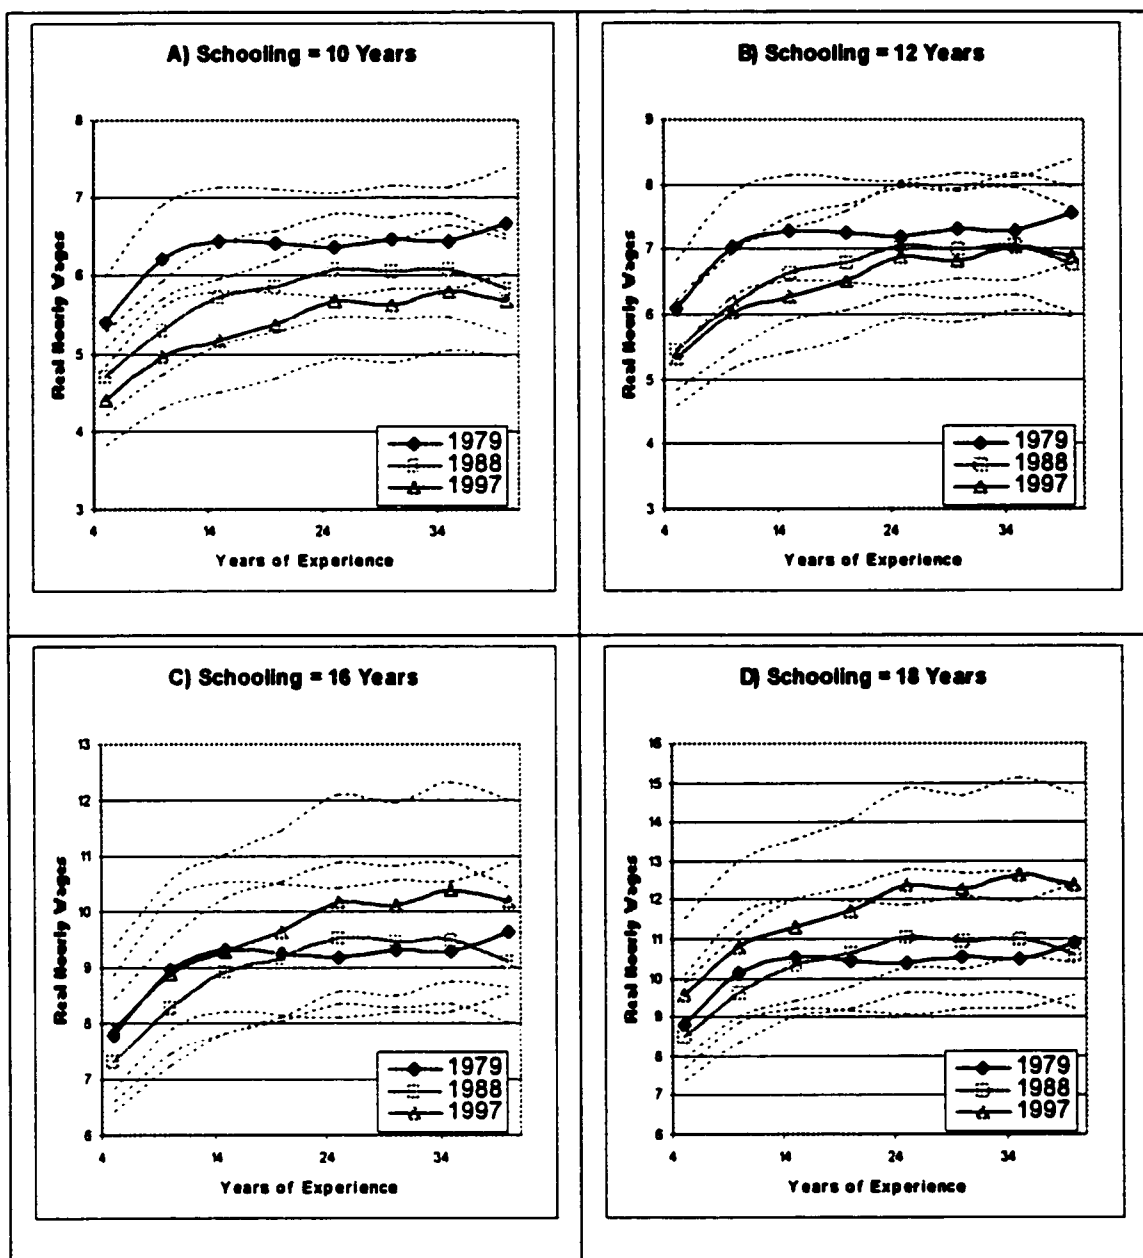 A) Schooling = 10 Years
Real Hourly Wages
8
7
6
5
4
3
4 14 24 34
Years of Experience
1979
1988
1997
B) Schooling = 12 Years
Real Hourly Wages
9
8
7
6
5
4
3
4 14 24 34
Years of Experience
1979
1988
1997
C) Schooling = 16 Years
Real Hourly Wages
13
12
11
10
9
8
7
6
4 14 24 34
Years of Experience
1979
1988
1997
D) Schooling = 18 Years
Real Hourly Wages
16
15
14
13
12
11
10
9
8
7
6
4 14 24 34
Years of Experience
1979
1988
1997